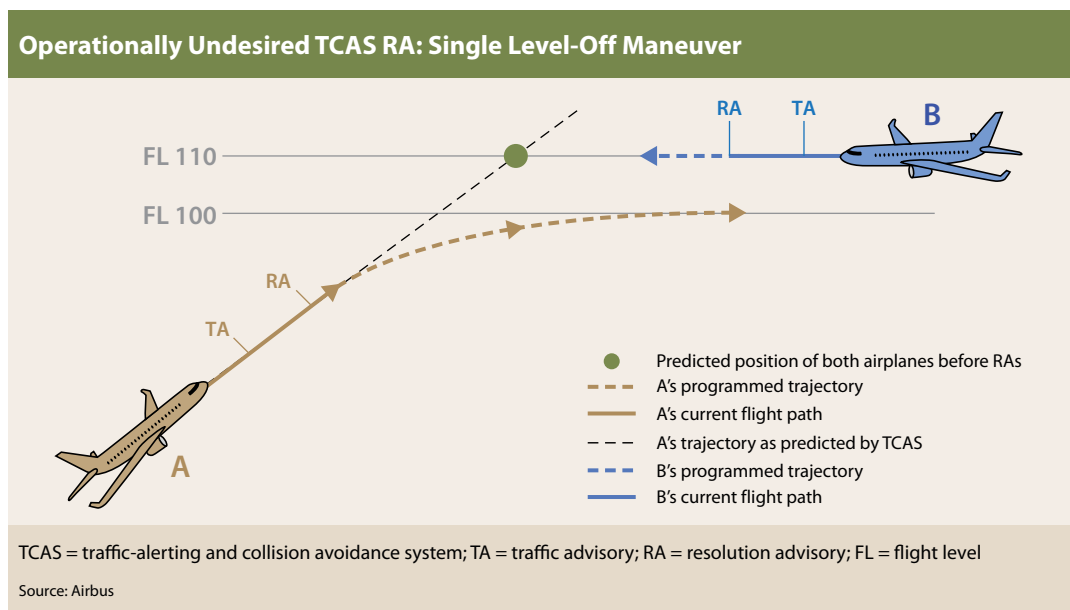 Operationally Undesired TCAS RA: Single Level-Off Maneuver
RA
TA
B
FL 110
FL 100
RA
TA
A
Predicted position of both airplanes before RAs
A's programmed trajectory
A's current flight path
A's trajectory as predicted by TCAS
B's programmed trajectory
B's current flight path
TCAS = traffic-alerting and collision avoidance system; TA = traffic advisory; RA = resolution advisory; FL = flight level
Source: Airbus